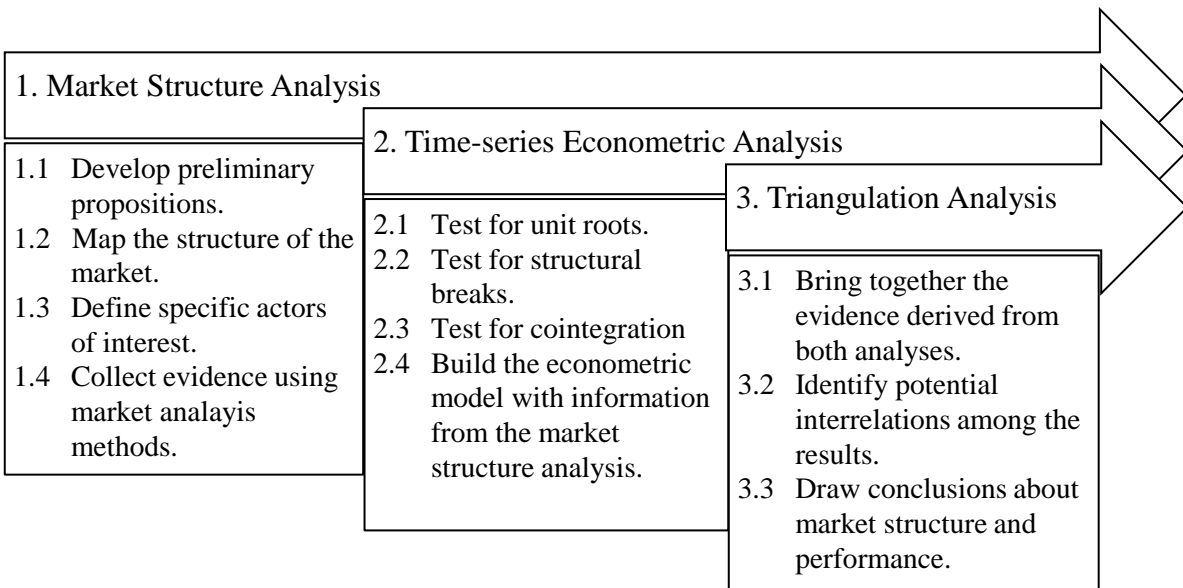 1. Market Structure Analysis
1.1 Develop preliminary
propositions.
1.2 Map the structure of the
market.
1.3 Define specific actors
of interest.
1.4 Collect evidence using
market analayis
methods.
2. Time-series Econometric Analysis
2.1 Test for unit roots.
2.2 Test for structural
breaks.
2.3 Test for cointegration
2.4 Build the econometric
model with information
from the market
structure analysis.
3. Triangulation Analysis
3.1 Bring together the
evidence derived from
both analyses.
3.2 Identify potential
interrelations among the
results.
3.3 Draw conclusions about
market structure and
performance.